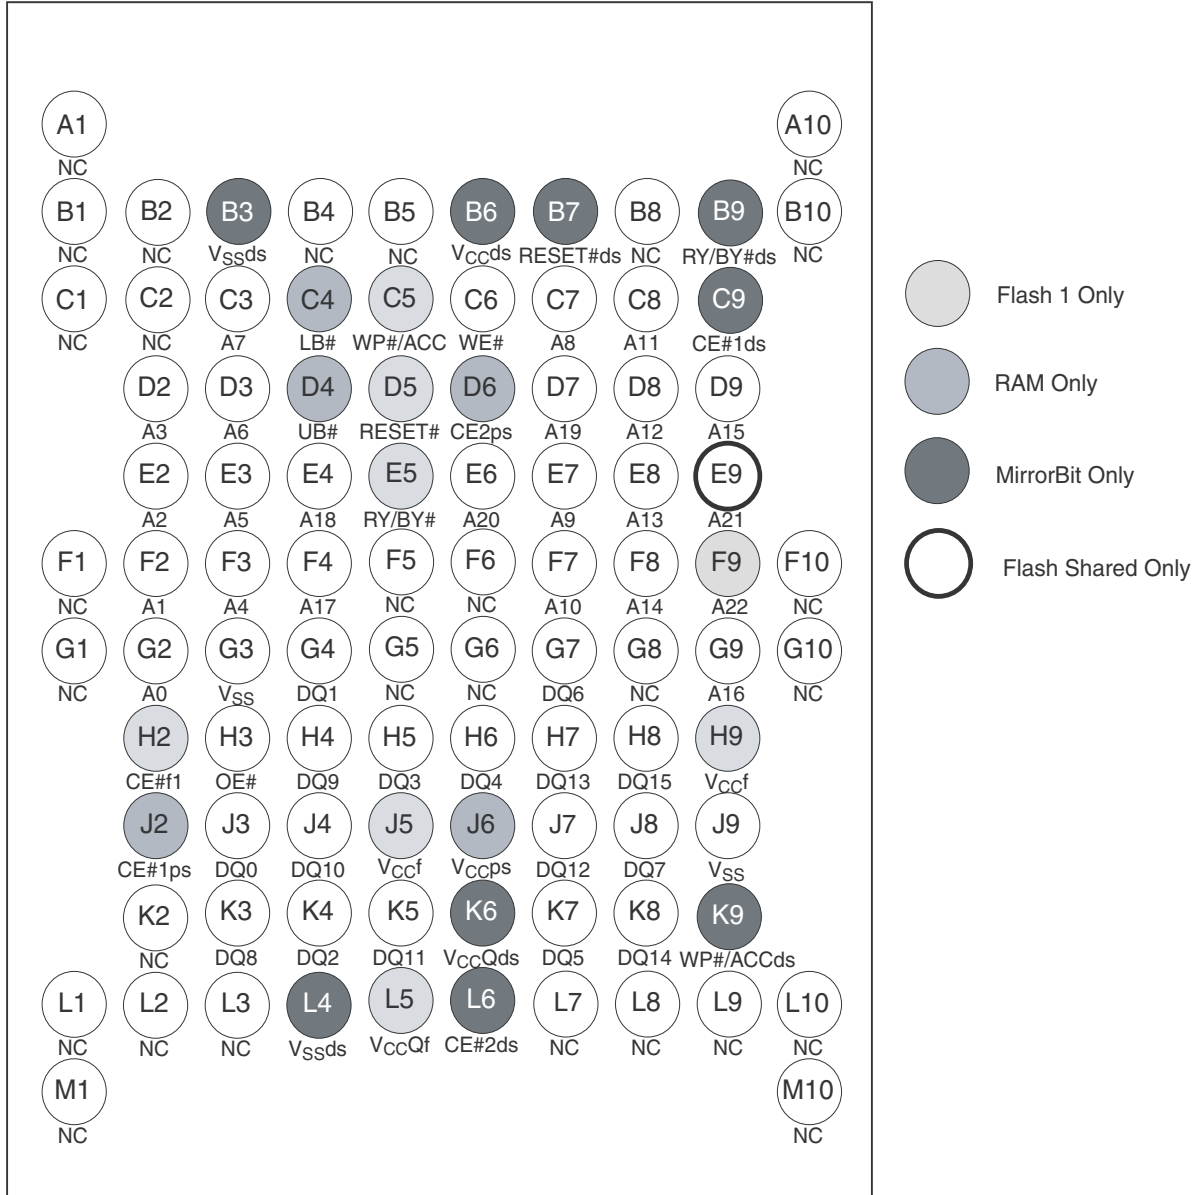 A1 A10
NC NC
B1 B2 B3 B4 B5 B6 B7 B8 B9 B10
NC NC VSSds NC NC VCCds RESET#ds NC RY/BY#ds NC
C1 C2 C3 C4 C5 C6 C7 C8 C9
NC NC A7 LB# WP#/ACC WE# A8 A11 CE#1ds
D2 D3 D4 D5 D6 D7 D8 D9
A3 A6 UB# RESET# CE2ps A19 A12 A15
E2 E3 E4 E5 E6 E7 E8 E9
A2 A5 A18 RY/BY# A20 A9 A13 A21
F1 F2 F3 F4 F5 F6 F7 F8 F9 F10
NC A1 A4 A17 NC NC A10 A14 A22 NC
G1 G2 G3 G4 G5 G6 G7 G8 G9 G10
NC A0 VSS DQ1 NC NC DQ6 NC A16 NC
H2 H3 H4 H5 H6 H7 H8 H9
CE#f1 OE# DQ9 DQ3 DQ4 DQ13 DQ15 VCCf
J2 J3 J4 J5 J6 J7 J8 J9
CE#1ps DQ0 DQ10 VCCf VCCps DQ12 DQ7 VSS
K2 K3 K4 K5 K6 K7 K8 K9
NC DQ8 DQ2 DQ11 VCCQds DQ5 DQ14 WP#/ACCds
L1 L2 L3 L4 L5 L6 L7 L8 L9 L10
NC NC NC VSSds VCCQf CE#2ds NC NC NC NC
M1 M10
NC NC
Flash 1 Only
RAM Only
MirrorBit Only
Flash Shared Only